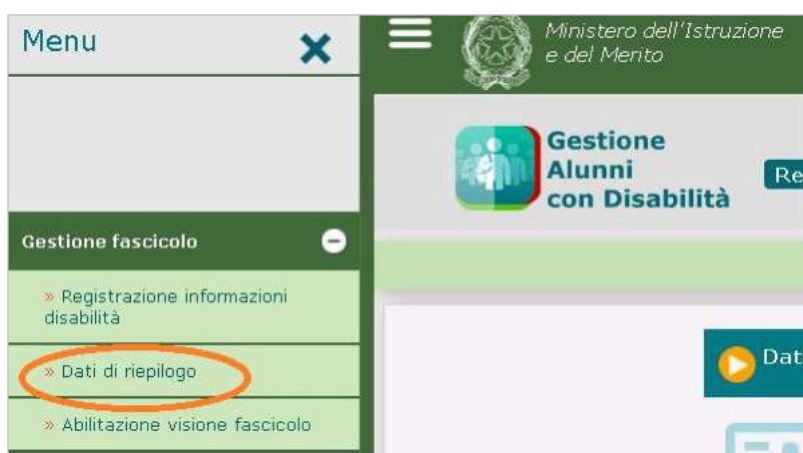 Menu
Ministero dell'Istruzione
e del Merito
Gestione
Alunni
con Disabilità
Re
Gestione fascicolo
» Registrazione informazioni
disabilità
» Dati di riepilogo
Dat
» Abilitazione visione fascicolo